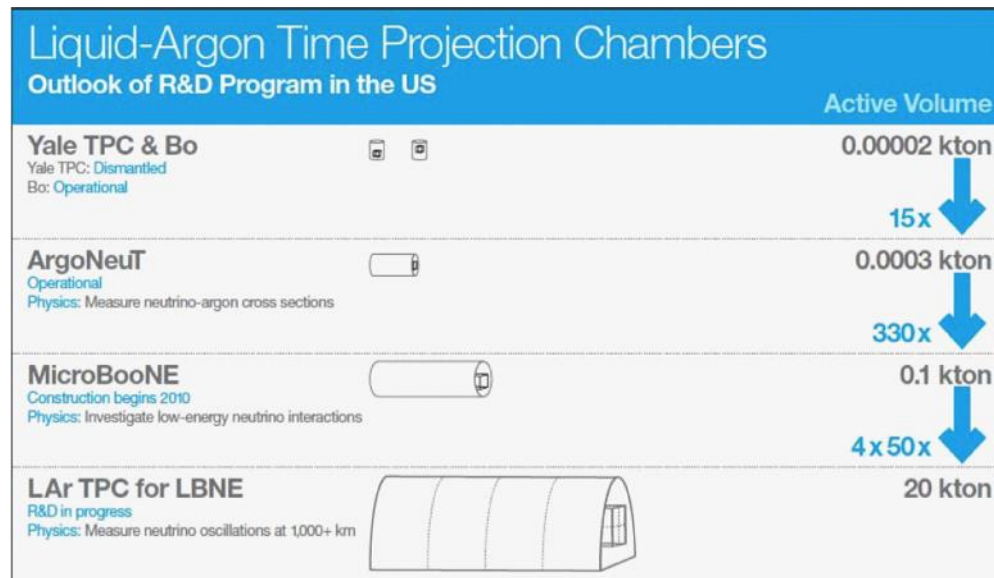 Liquid-Argon Time Projection Chambers
Outlook of R&D Program in the US
Active Volume
Yale TPC & Bo
0.00002 kton
Yale TPC: Dismantled
Bo: Operational
15x
ArgoNeuT
0.0003 kton
Operational
Physics: Measure neutrino-argon cross sections
330x
MicroBooNE
0.1 kton
Construction begins 2010
Physics: Investigate low-energy neutrino interactions
4x50x
LAr TPC for LBNE
20 kton
R&D in progress
Physics: Measure neutrino oscillations at 1,000+ km